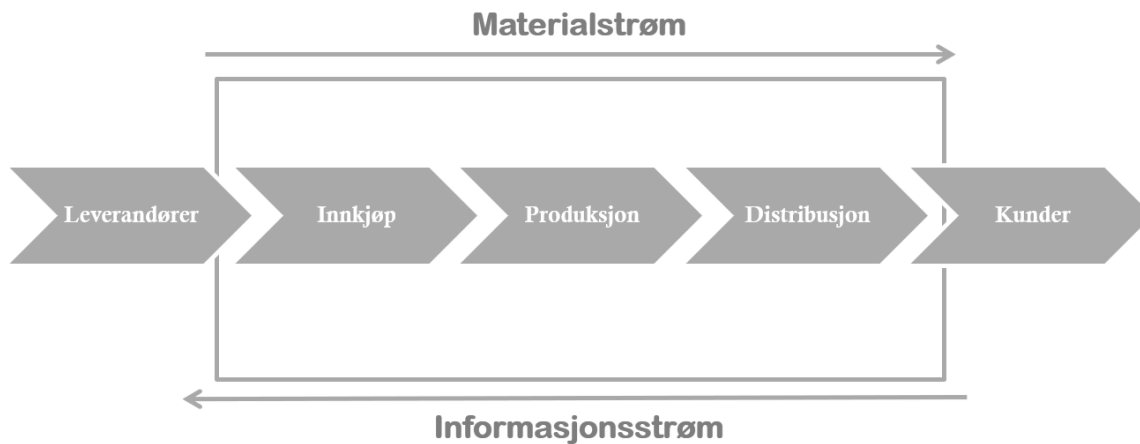 Materialstrøm
Leverandører
Innkjøp
Produksjon
Distribusjon
Kunder
Informasjonsstrøm